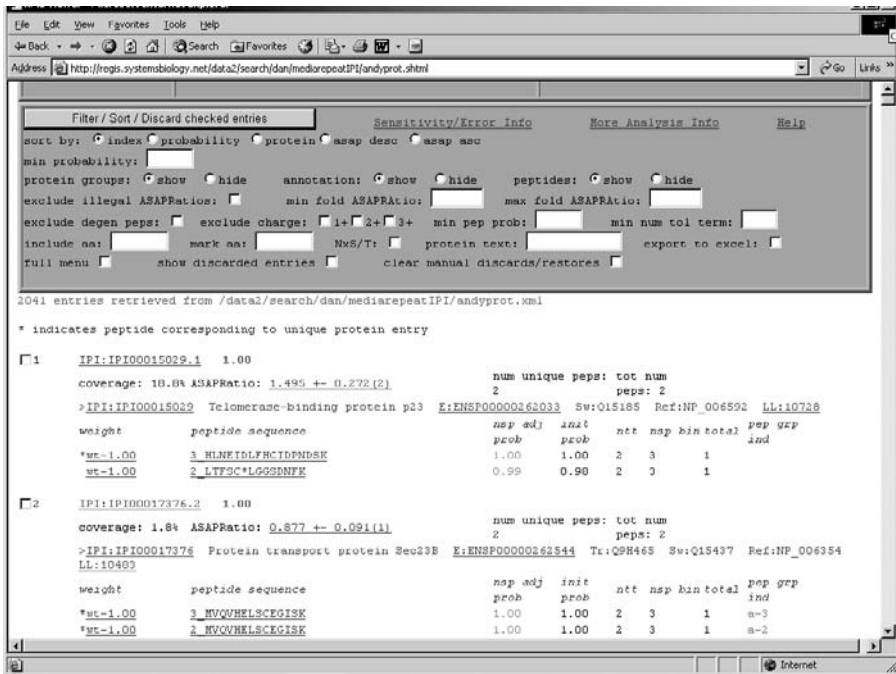 File Edit View Favorites Tools Help
Back Search Favorites
Address http://regis.systemsbiology.net/data2/search/dan/mediarepeatIPI/andyprot.shtml Go Links »
Filter / Sort / Discard checked entries Sensitivity/Error Info More Analysis Info Help
sort by: index probability protein asap desc asap asc
min probability:
protein groups: show hide annotation: show hide peptides: show hide
exclude illegal ASAPRatios: min fold ASAPRatio: max fold ASAPRatio:
exclude degen peps: exclude charge: 1+ 2+ 3+ min pep prob: min num tol term:
include aa: mark aa: NxS/T: protein text: export to excel:
full menu show discarded entries clear manual discards/restores
2041 entries retrieved from /data2/search/dan/mediarepeatIPI/andyprot.xml
* indicates peptide corresponding to unique protein entry
1 IPI:IPI00015029.1 1.00
coverage: 18.8% ASAPRatio: 1.495 +- 0.272(2) num unique peps: 2 tot num peps: 2
>IPI:IPI00015029 Telomerase-binding protein p23 E:ENSP00000262033 Sw:Q15185 Ref:NP_006592 LL:10728
weight peptide sequence nsp adj prob init prob ntt nsp bin total pep grp ind
*wt-1.00 3_HLNEIDLFHCIDPNDSK 1.00 1.00 2 3 1
wt-1.00 2_LTFSC*LGGSDNFK 0.99 0.98 2 3 1
2 IPI:IPI00017376.2 1.00
coverage: 1.8% ASAPRatio: 0.877 +- 0.091(1) num unique peps: 2 tot num peps: 2
>IPI:IPI00017376 Protein transport protein Sec23B E:ENSP00000262544 Tr:Q9H465 Sw:Q15437 Ref:NP_006354
LL:10483
weight peptide sequence nsp adj prob init prob ntt nsp bin total pep grp ind
*wt-1.00 3_MVQVHELSCEGISK 1.00 1.00 2 3 1 a-3
*wt-1.00 2_MVQVHELSCEGISK 1.00 1.00 2 3 1 a-2
Internet